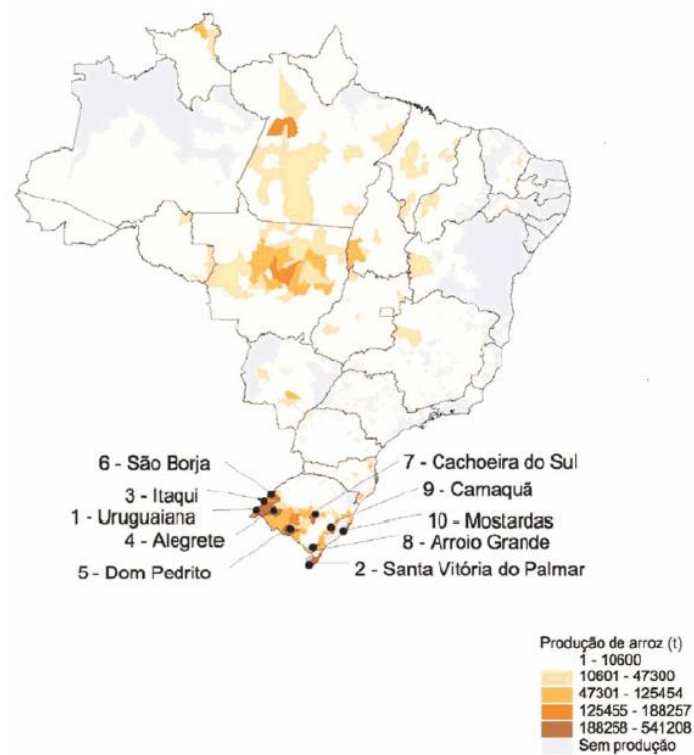 6 - São Borja
7 - Cachoeira do Sul
3 - Itaqui
9 - Camaquã
1 - Uruguaiana
10 - Mostardas
4 - Alegrete
8 - Arroio Grande
5 - Dom Pedrito
2 - Santa Vitória do Palmar
Produção de arroz (t)
1 - 10600
10601 - 47300
47301 - 125454
125455 - 188257
188258 - 541208
Sem produção